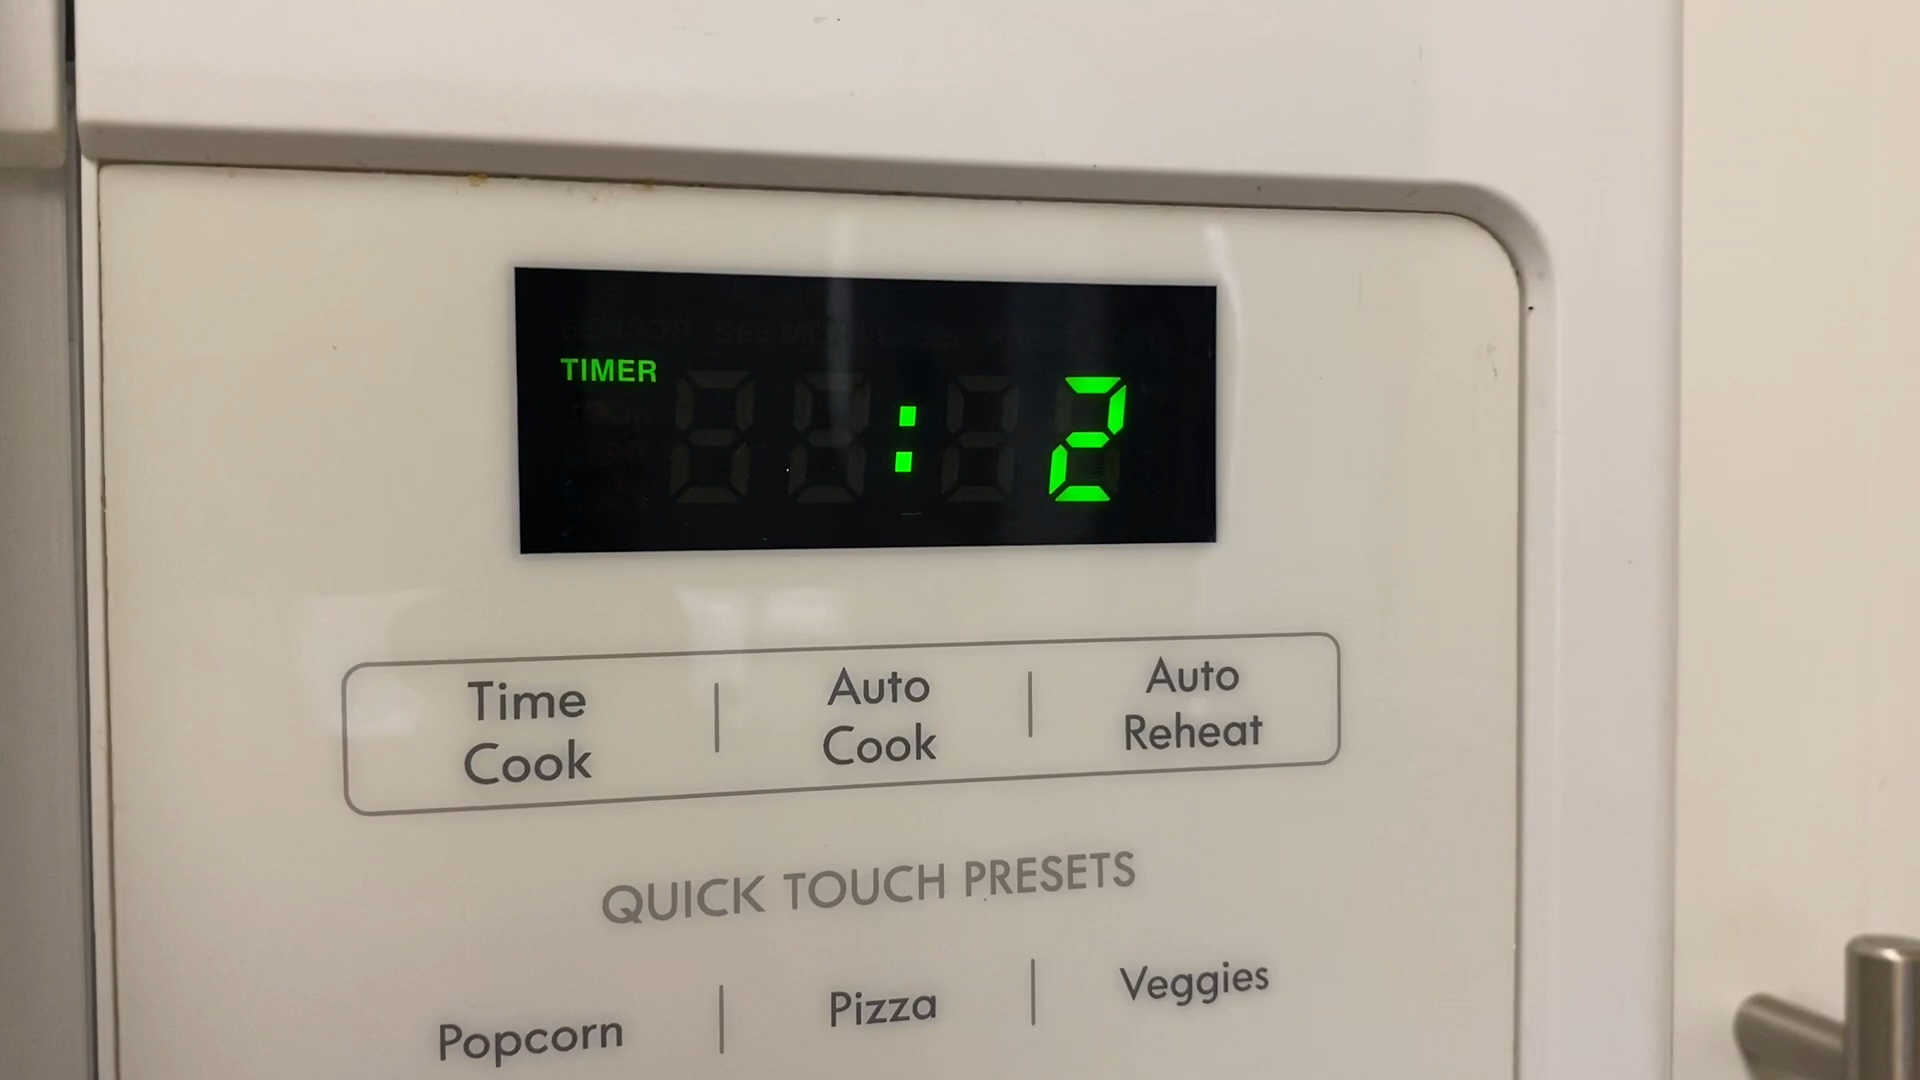 TIMER : 2
Time Cook | Auto Cook | Auto Reheat
QUICK TOUCH PRESETS
Popcorn | Pizza | Veggies